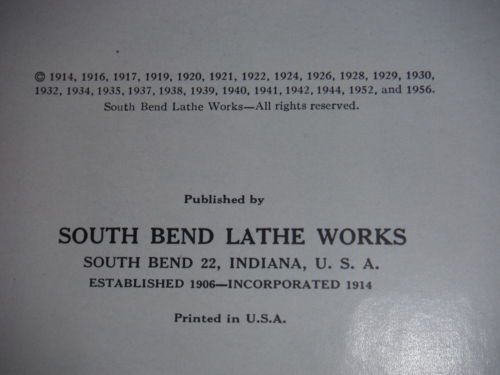 © 1914, 1916, 1917, 1919, 1920, 1921, 1922, 1924, 1926, 1928, 1929, 1930,
1932, 1934, 1935, 1937, 1938, 1939, 1940, 1941, 1942, 1944, 1952, and 1956.
South Bend Lathe Works—All rights reserved.
Published by
SOUTH BEND LATHE WORKS
SOUTH BEND 22, INDIANA, U. S. A.
ESTABLISHED 1906—INCORPORATED 1914
Printed in U.S.A.